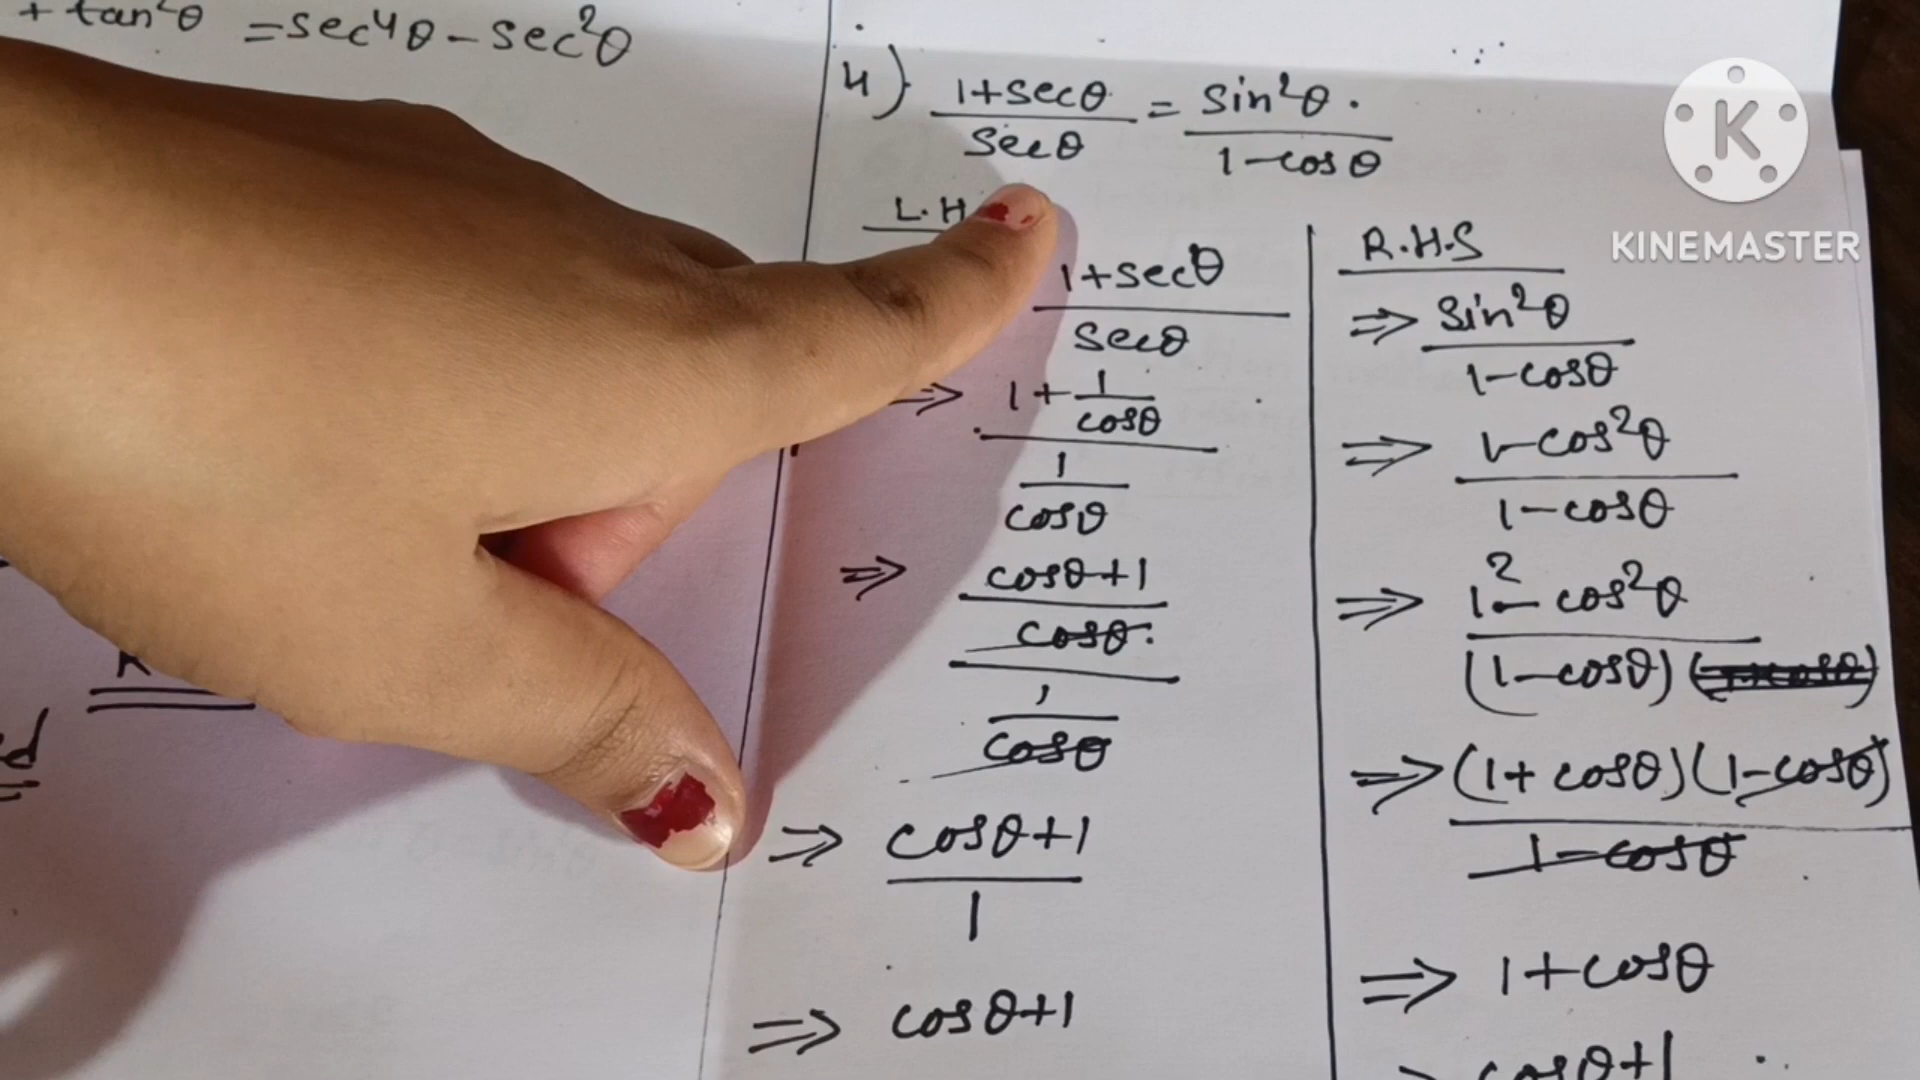 + tan²θ = sec⁴θ - sec²θ
4) (1+secθ)/secθ = sin²θ/(1-cosθ)
L.H
(1+secθ)/secθ
⇒ (1+1/cosθ)/(1/cosθ)
⇒ ((cosθ+1)/cosθ)/(1/cosθ)
⇒ (cosθ+1)/1
⇒ cosθ+1
R.H.S
⇒ sin²θ/(1-cosθ)
⇒ (1-cos²θ)/(1-cosθ)
⇒ (1²-cos²θ)/(1-cosθ)
⇒ (1+cosθ)(1-cosθ)/(1-cosθ)
⇒ 1+cosθ
cosθ+1
K
KINEMASTER